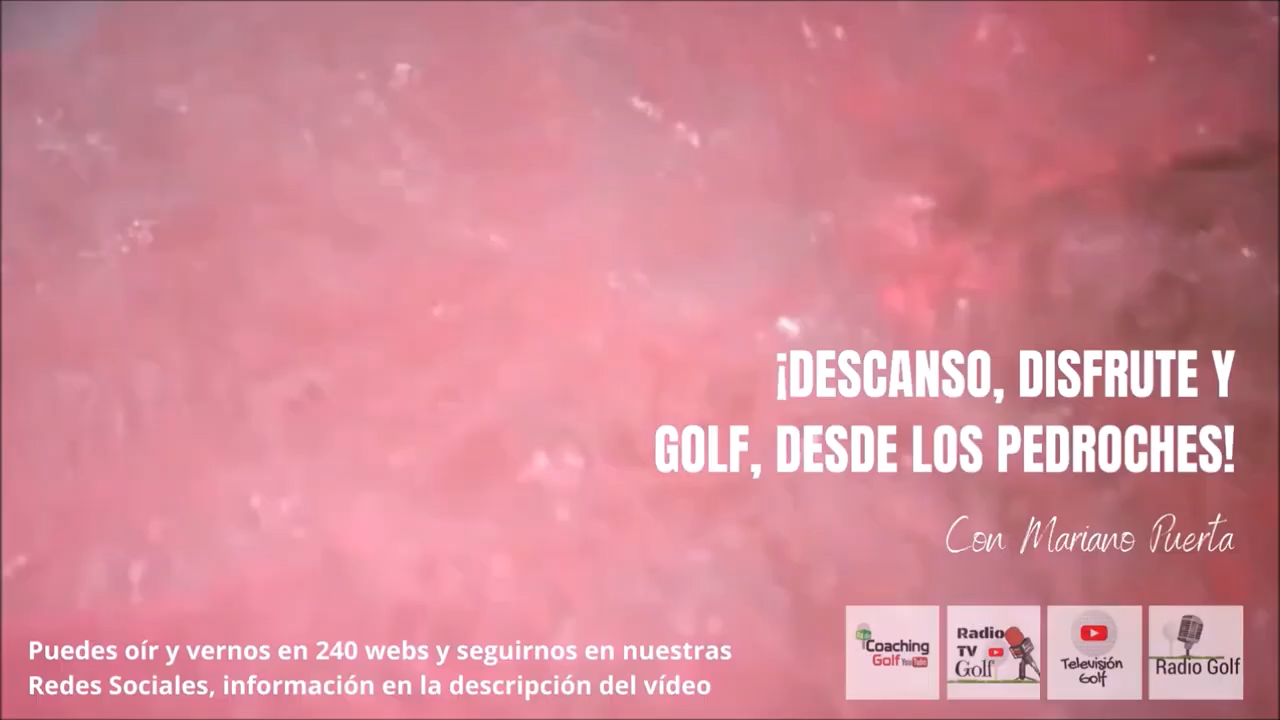 ¡DESCANSO, DISFRUTE Y
GOLF, DESDE LOS PEDROCHES!
Con Mariano Puerta
Puedes oír y vernos en 240 webs y seguirnos en nuestras
Redes Sociales, información en la descripción del vídeo
Coaching
Golf YouTube
Radio
TV
Golf
Televisión
Golf
Radio Golf